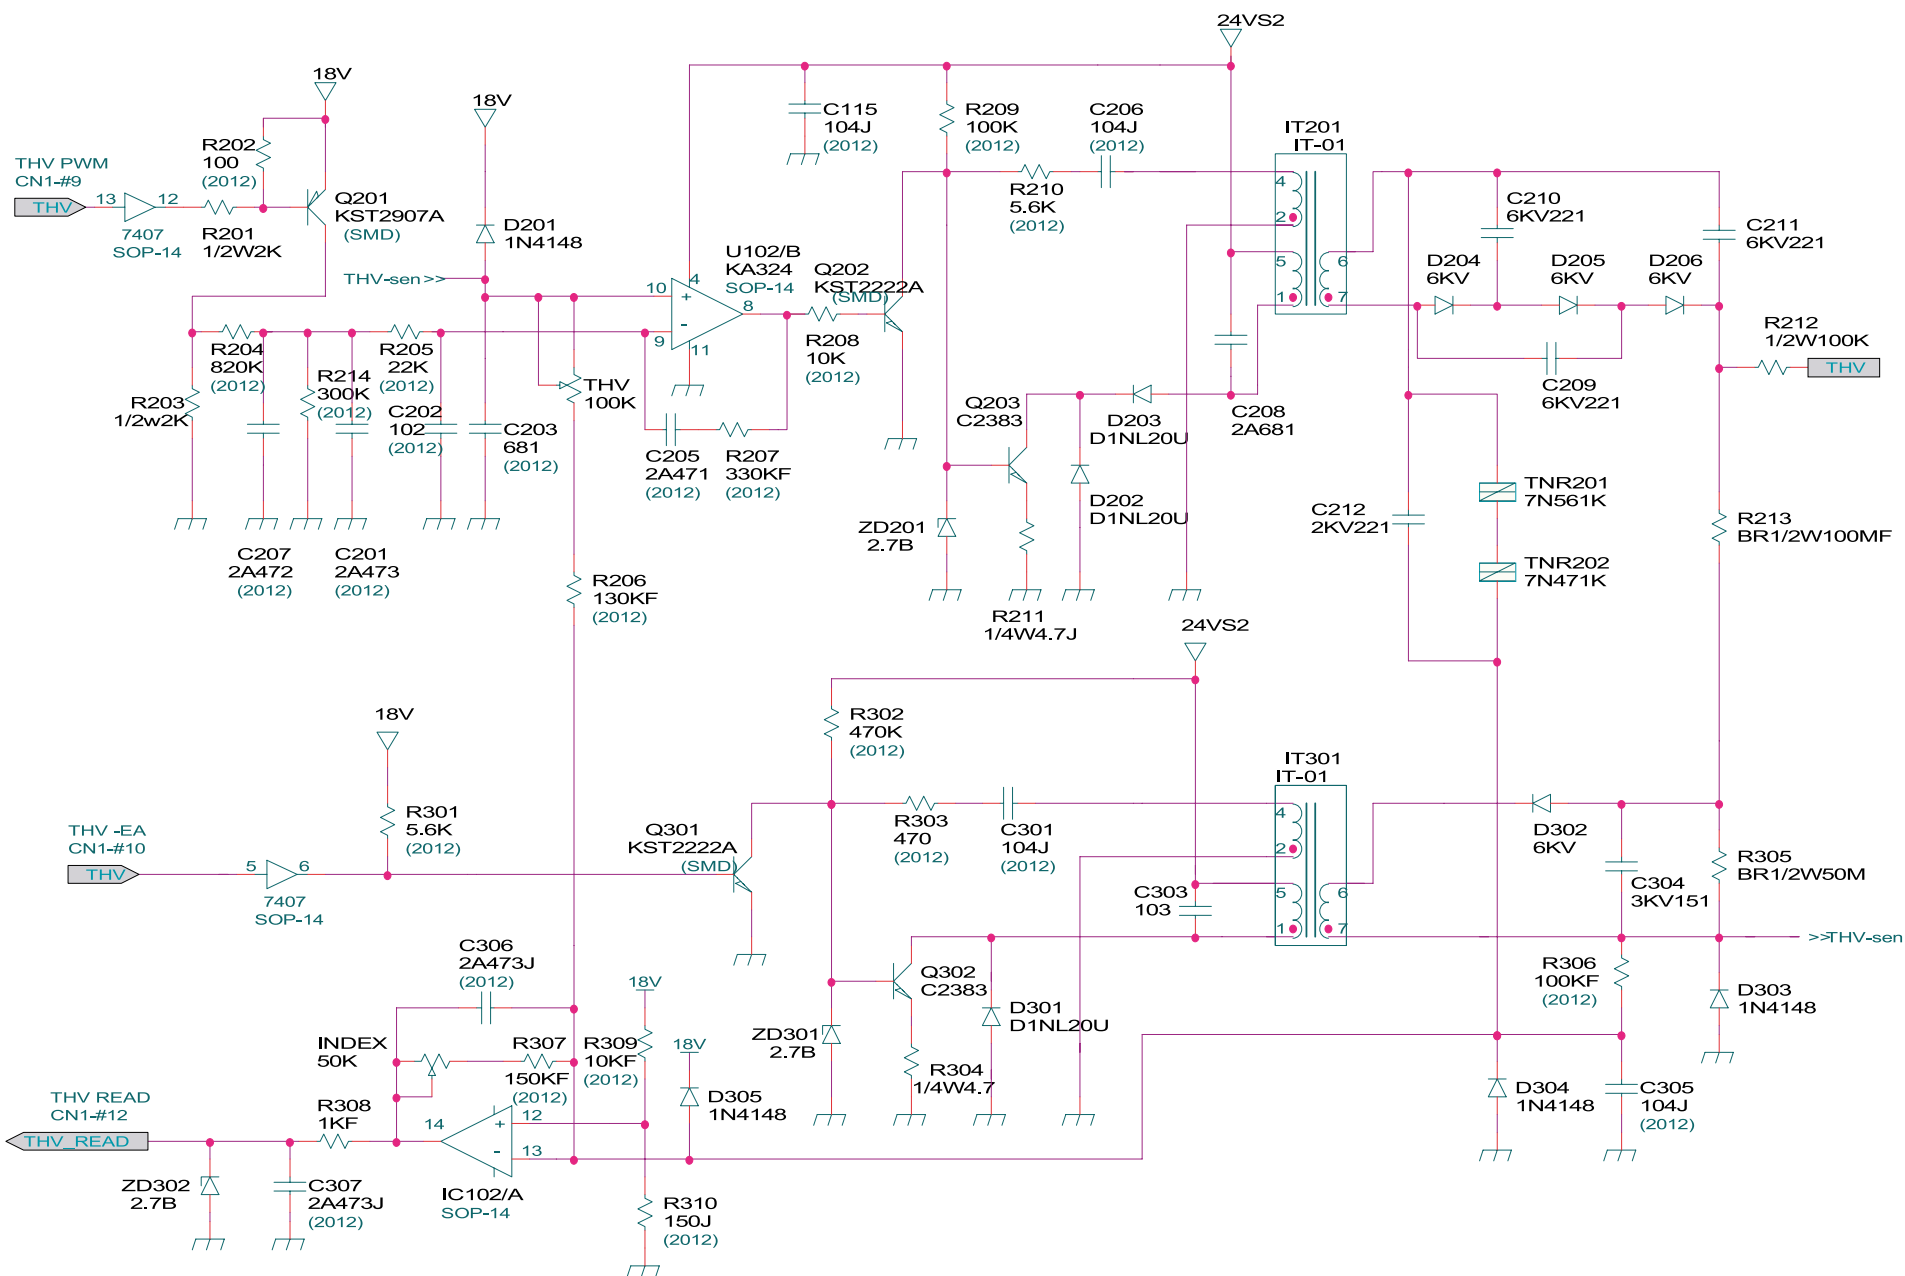 24VS2
18V
18V
THV PWM
CN1-#9
THV
13
12
7407
SOP-14
R202
100
(2012)
R201
1/2W2K
Q201
KST2907A
(SMD)
D201
1N4148
THV-sen >>
C115
104J
(2012)
R209
100K
(2012)
C206
104J
(2012)
R210
5.6K
(2012)
IT201
IT-01
4
2
5
1
6
7
C210
6KV221
C211
6KV221
D204
6KV
D205
6KV
D206
6KV
C209
6KV221
R212
1/2W100K
THV
U102/B
KA324
SOP-14
10
+
4
-
9
11
8
Q202
KST2222A
(SMD)
R208
10K
(2012)
R204
820K
(2012)
R205
22K
(2012)
R203
1/2w2K
R214
300K
(2012)
C202
102
(2012)
C203
681
(2012)
THV
100K
C205
2A471
(2012)
R207
330KF
(2012)
C207
2A472
(2012)
C201
2A473
(2012)
Q203
C2383
D203
D1NL20U
C208
2A681
D202
D1NL20U
ZD201
2.7B
R211
1/4W4.7J
C212
2KV221
TNR201
7N561K
TNR202
7N471K
R213
BR1/2W100MF
R206
130KF
(2012)
24VS2
18V
R302
470K
(2012)
R301
5.6K
(2012)
THV -EA
CN1-#10
THV
5
6
7407
SOP-14
Q301
KST2222A
(SMD)
R303
470
(2012)
C301
104J
(2012)
IT301
IT-01
4
2
5
1
6
7
C303
103
D302
6KV
C304
3KV151
R305
BR1/2W50M
>>THV-sen
R306
100KF
(2012)
D303
1N4148
C306
2A473J
(2012)
18V
Q302
C2383
D301
D1NL20U
ZD301
2.7B
R304
1/4W4.7
INDEX
50K
R307
150KF
(2012)
R309
10KF
(2012)
18V
D305
1N4148
D304
1N4148
C305
104J
(2012)
THV READ
CN1-#12
THV_READ
R308
1KF
14
12
+
-
13
IC102/A
SOP-14
ZD302
2.7B
C307
2A473J
(2012)
R310
150J
(2012)